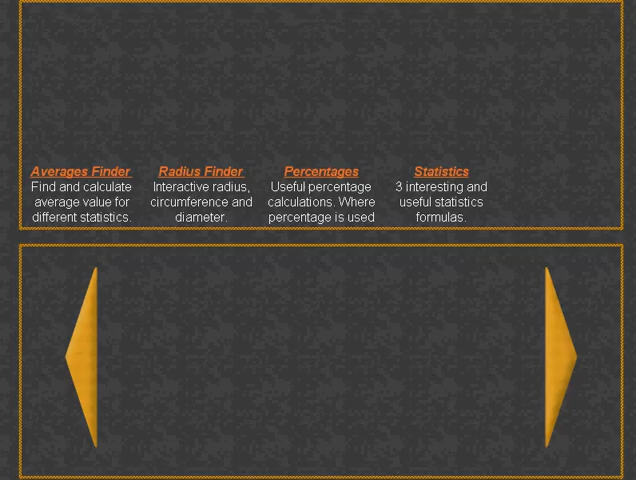 Averages Finder
Find and calculate
average value for
different statistics.
Radius Finder
Interactive radius,
circumference and
diameter.
Percentages
Useful percentage
calculations. Where
percentage is used
Statistics
3 interesting and
useful statistics
formulas.